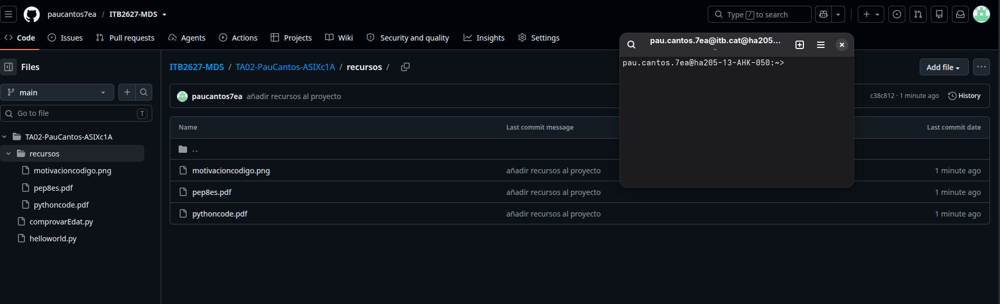 paucantos7ea / ITB2627-MDS
Type / to search
Code
Issues
Pull requests
Agents
Actions
Projects
Wiki
Security and quality
Insights
Settings
pau.cantos.7ea@itb.cat@ha205...
~
pau.cantos.7ea@ha205-13-AHK-050:~>
Files
main
Go to file
T
TA02-PauCantos-ASIXc1A
recursos
motivacioncodigo.png
pep8es.pdf
pythoncode.pdf
comprovarEdat.py
helloworld.py
ITB2627-MDS / TA02-PauCantos-ASIXc1A / recursos /
Add file
paucantos7ea añadir recursos al proyecto
c38c812 · 1 minute ago
History
Name Last commit message Last commit date
..
motivacioncodigo.png añadir recursos al proyecto 1 minute ago
pep8es.pdf añadir recursos al proyecto 1 minute ago
pythoncode.pdf añadir recursos al proyecto 1 minute ago